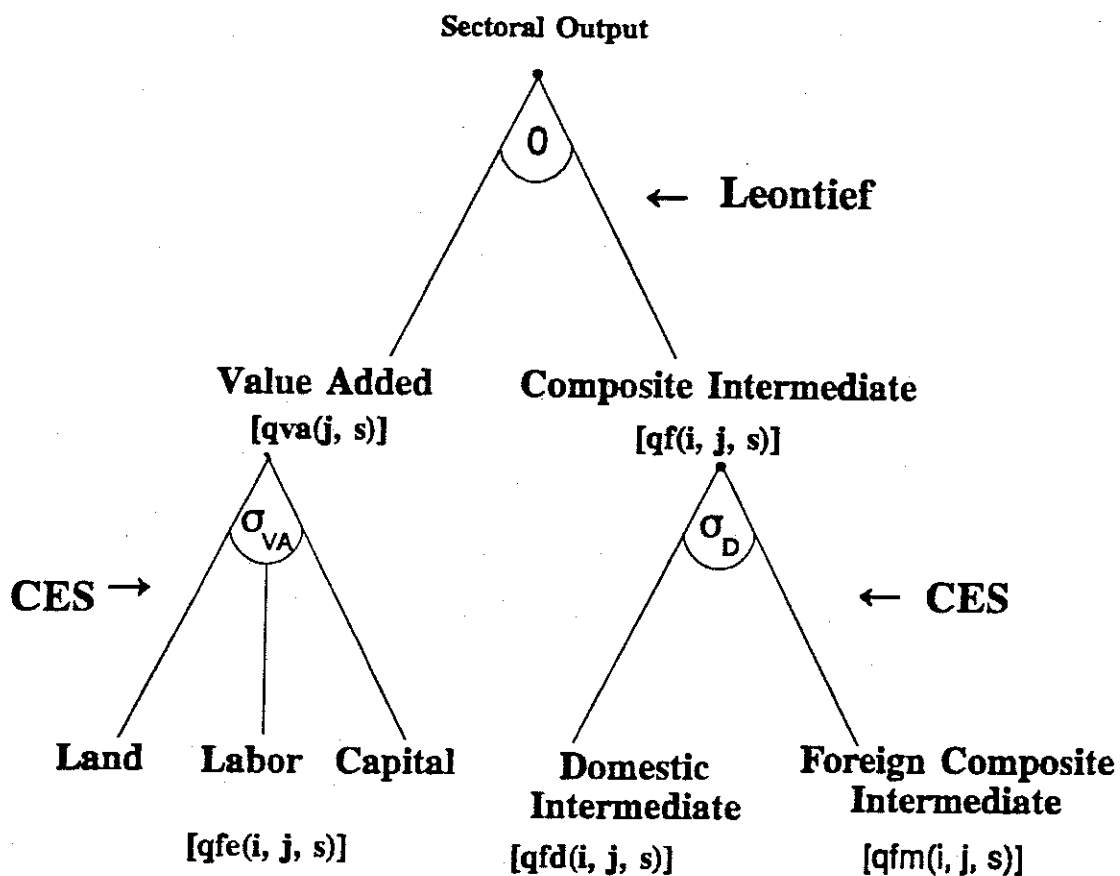 Sectoral Output
0
← Leontief
Value Added
[qva(j, s)]
Composite Intermediate
[qf(i, j, s)]
σVA
σD
CES →
← CES
Land Labor Capital
[qfe(i, j, s)]
Domestic
Intermediate
[qfd(i, j, s)]
Foreign Composite
Intermediate
[qfm(i, j, s)]